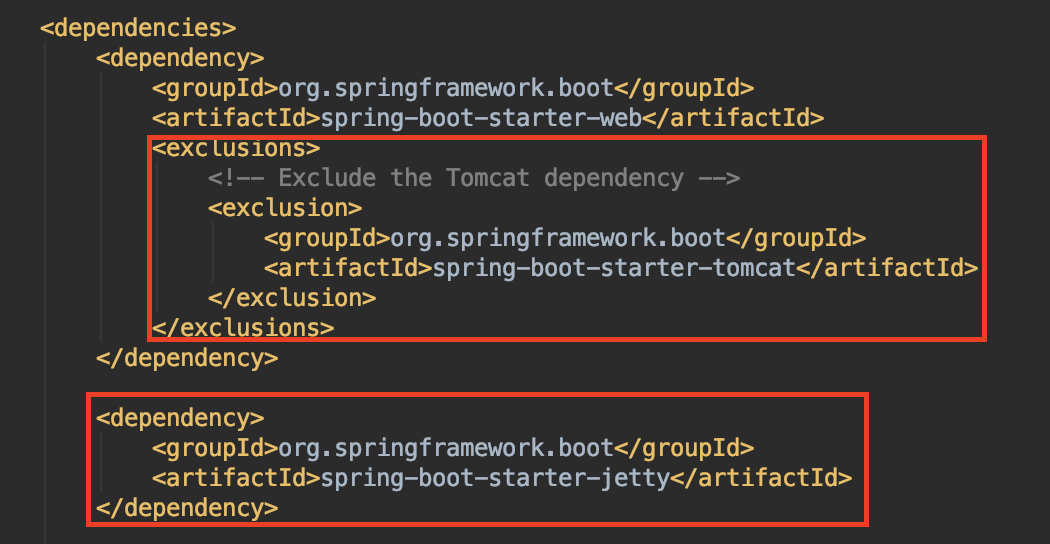 <dependencies>
<dependency>
<groupId>org.springframework.boot</groupId>
<artifactId>spring-boot-starter-web</artifactId>
<exclusions>
<!-- Exclude the Tomcat dependency -->
<exclusion>
<groupId>org.springframework.boot</groupId>
<artifactId>spring-boot-starter-tomcat</artifactId>
</exclusion>
</exclusions>
</dependency>
<dependency>
<groupId>org.springframework.boot</groupId>
<artifactId>spring-boot-starter-jetty</artifactId>
</dependency>